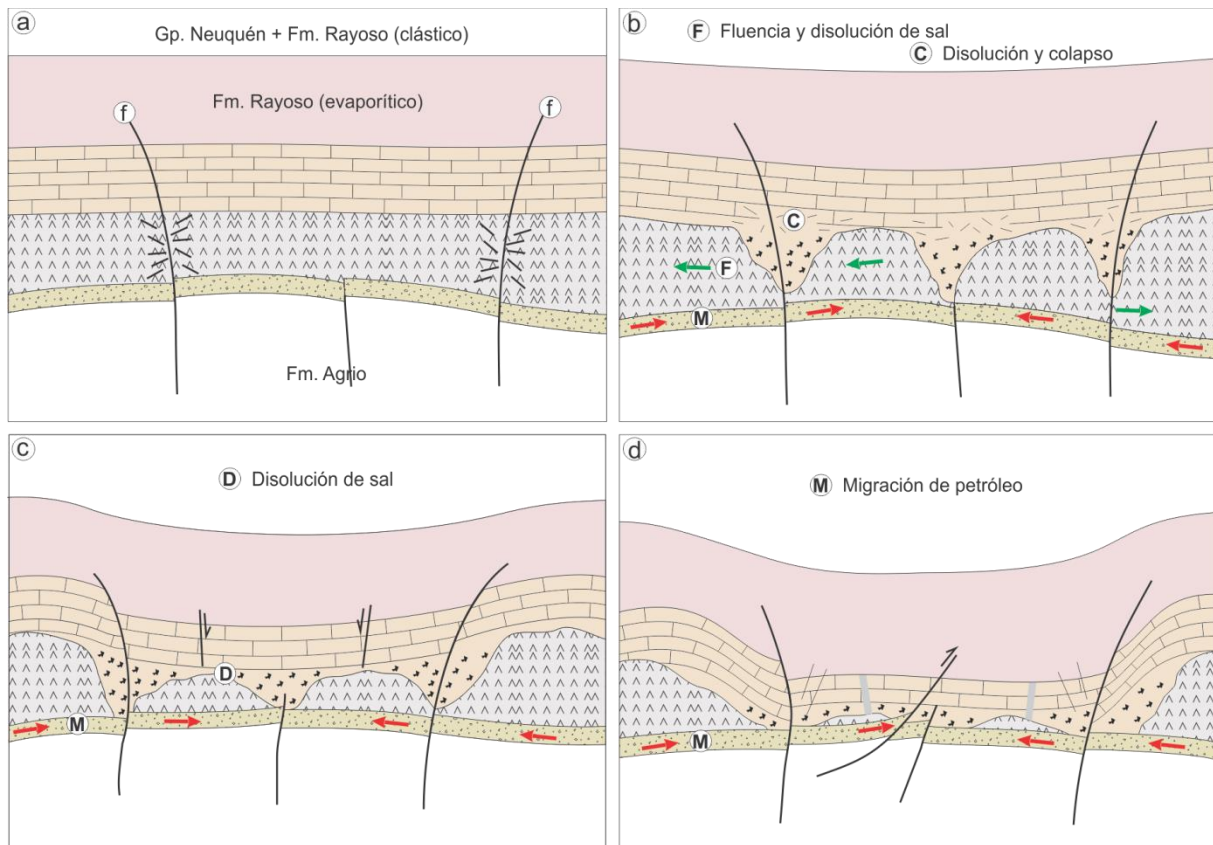 a
Gp. Neuquén + Fm. Rayoso (clástico)
f
Fm. Rayoso (evaporítico)
f
Fm. Agrio
b
F Fluencia y disolución de sal
C Disolución y colapso
C
F
M
c
D Disolución de sal
D
M
d
M Migración de petróleo
M